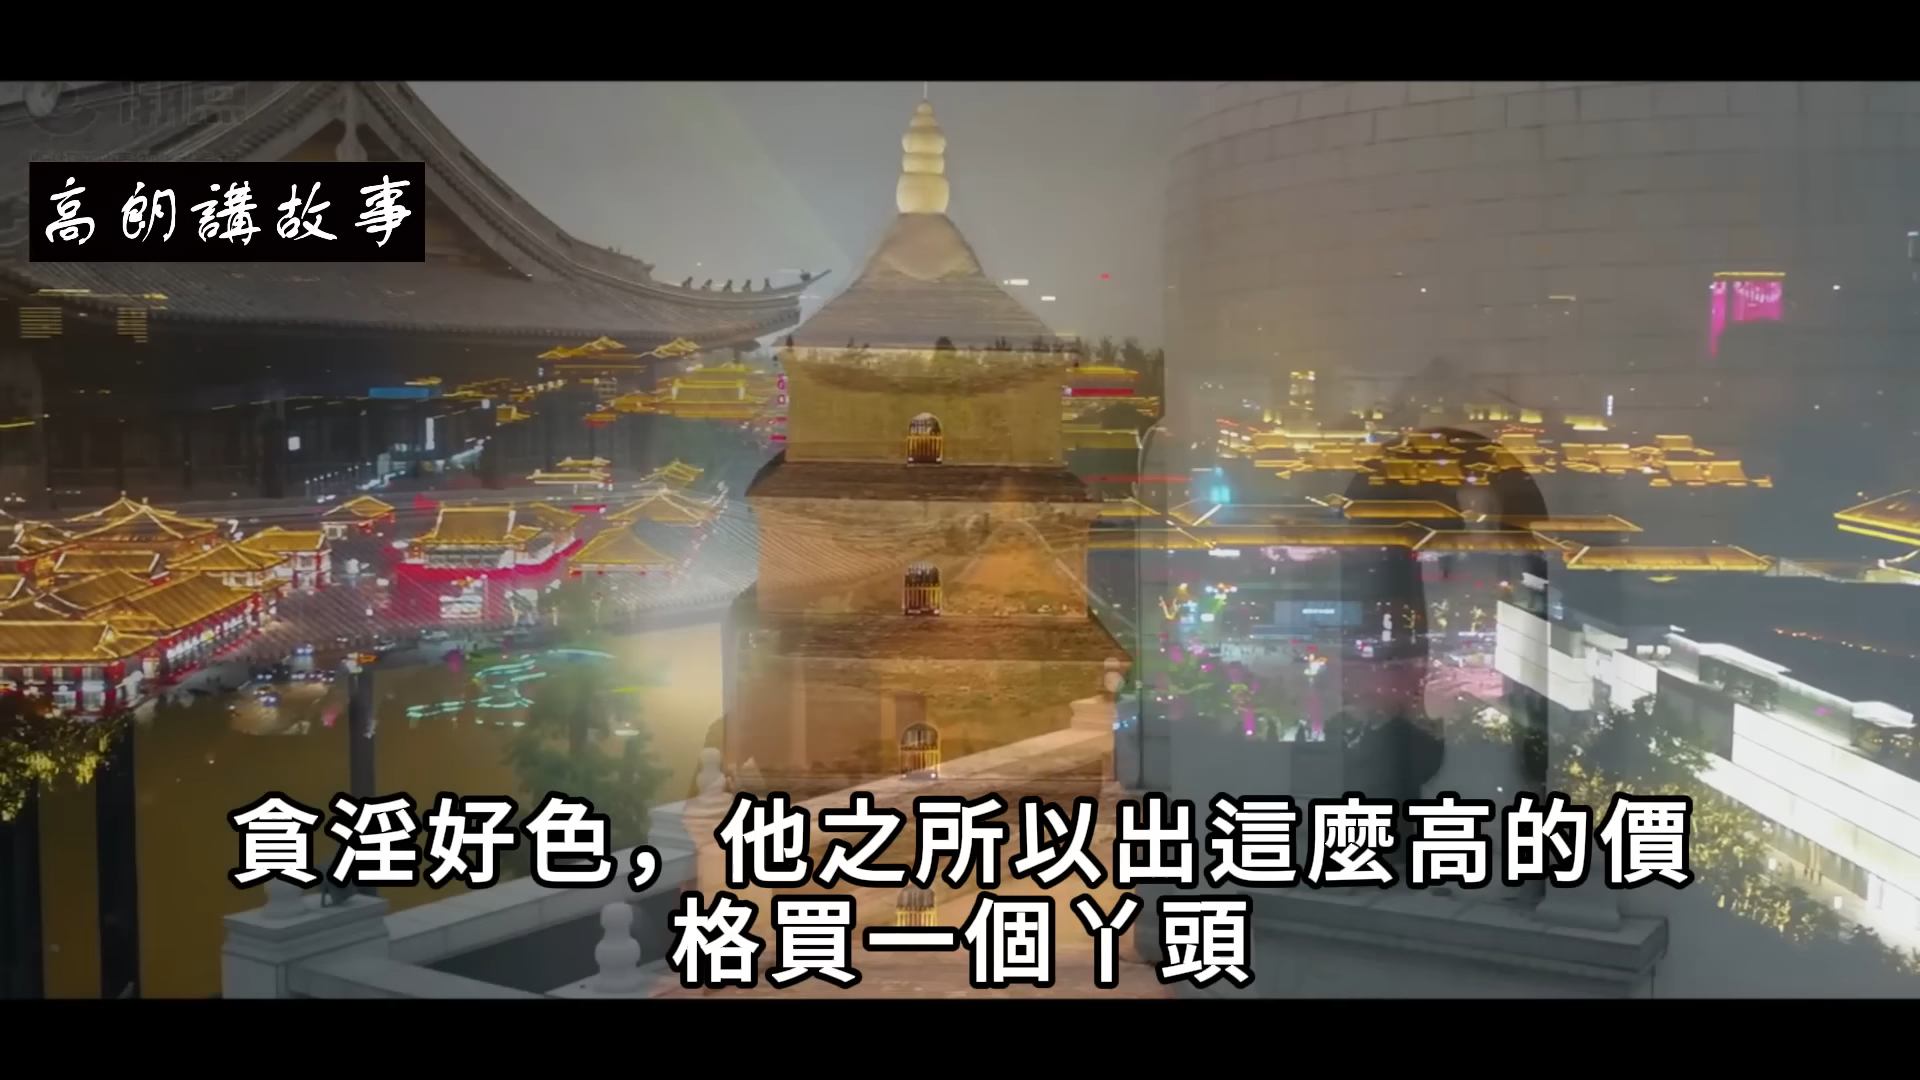 高朗講故事
貪淫好色，他之所以出這麼高的價
格買一個丫頭